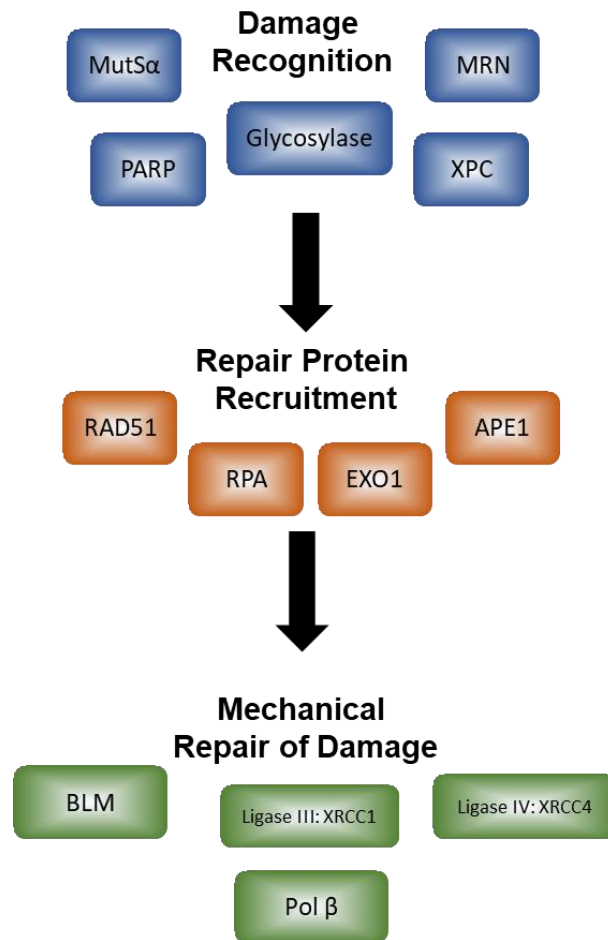 Damage
Recognition
MutSα
MRN
Glycosylase
PARP
XPC
Repair Protein
Recruitment
RAD51
APE1
RPA
EXO1
Mechanical
Repair of Damage
BLM
Ligase III: XRCC1
Ligase IV: XRCC4
Pol β